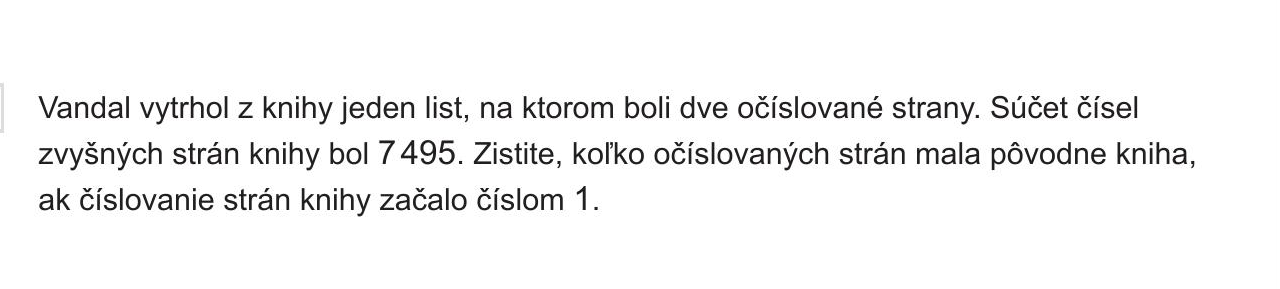 Vandal vytrhol z knihy jeden list, na ktorom boli dve očíslované strany. Súčet čísel
zvyšných strán knihy bol 7 495. Zistite, koľko očíslovaných strán mala pôvodne kniha,
ak číslovanie strán knihy začalo číslom 1.